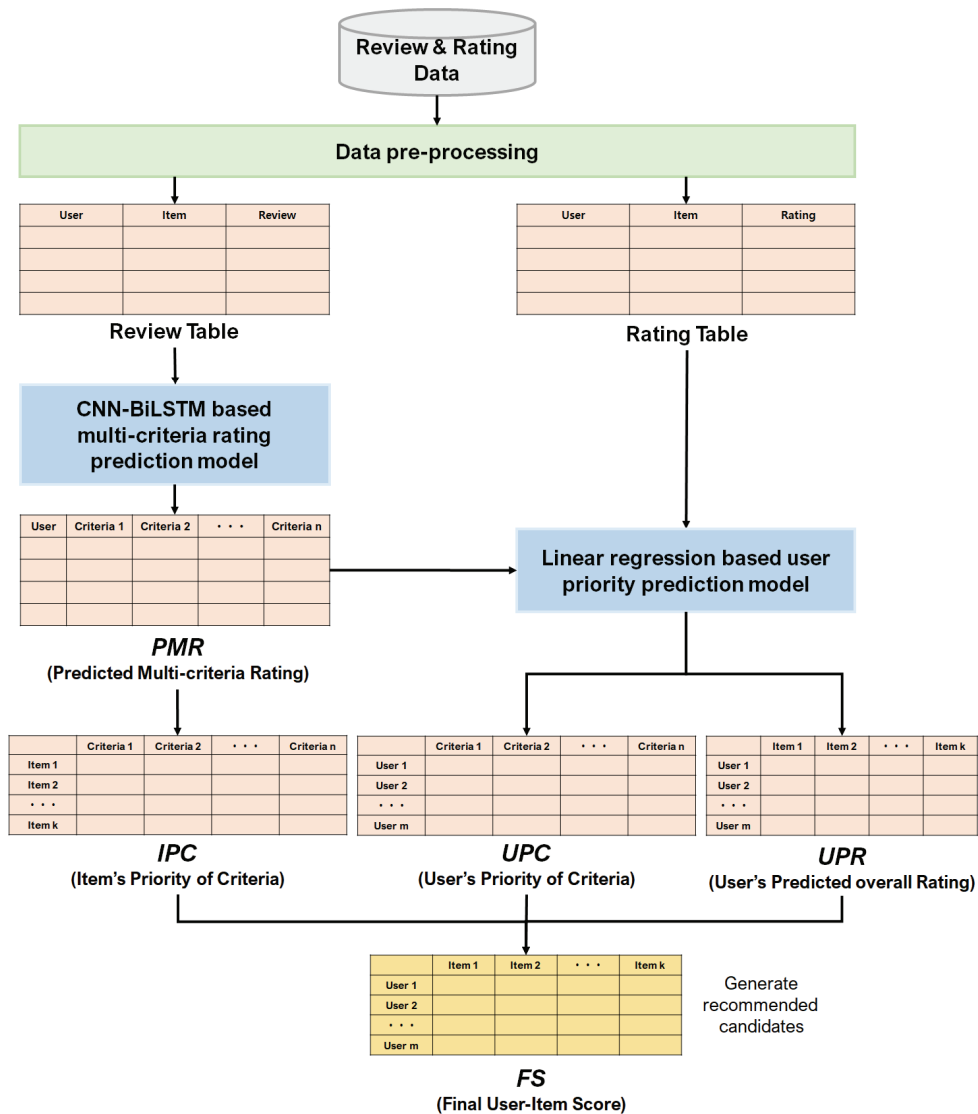 Review & Rating
Data
Data pre-processing
User Item Review
User Item Rating
Review Table
Rating Table
CNN-BiLSTM based
multi-criteria rating
prediction model
User Criteria 1 Criteria 2 · · · Criteria n
Linear regression based user
priority prediction model
PMR
(Predicted Multi-criteria Rating)
Criteria 1 Criteria 2 · · · Criteria n
Item 1
Item 2
· · ·
Item k
IPC
(Item's Priority of Criteria)
Criteria 1 Criteria 2 · · · Criteria n
User 1
User 2
· · ·
User m
UPC
(User's Priority of Criteria)
Item 1 Item 2 · · · Item k
User 1
User 2
· · ·
User m
UPR
(User's Predicted overall Rating)
Item 1 Item 2 · · · Item k
User 1
User 2
· · ·
User m
Generate
recommended
candidates
FS
(Final User-Item Score)